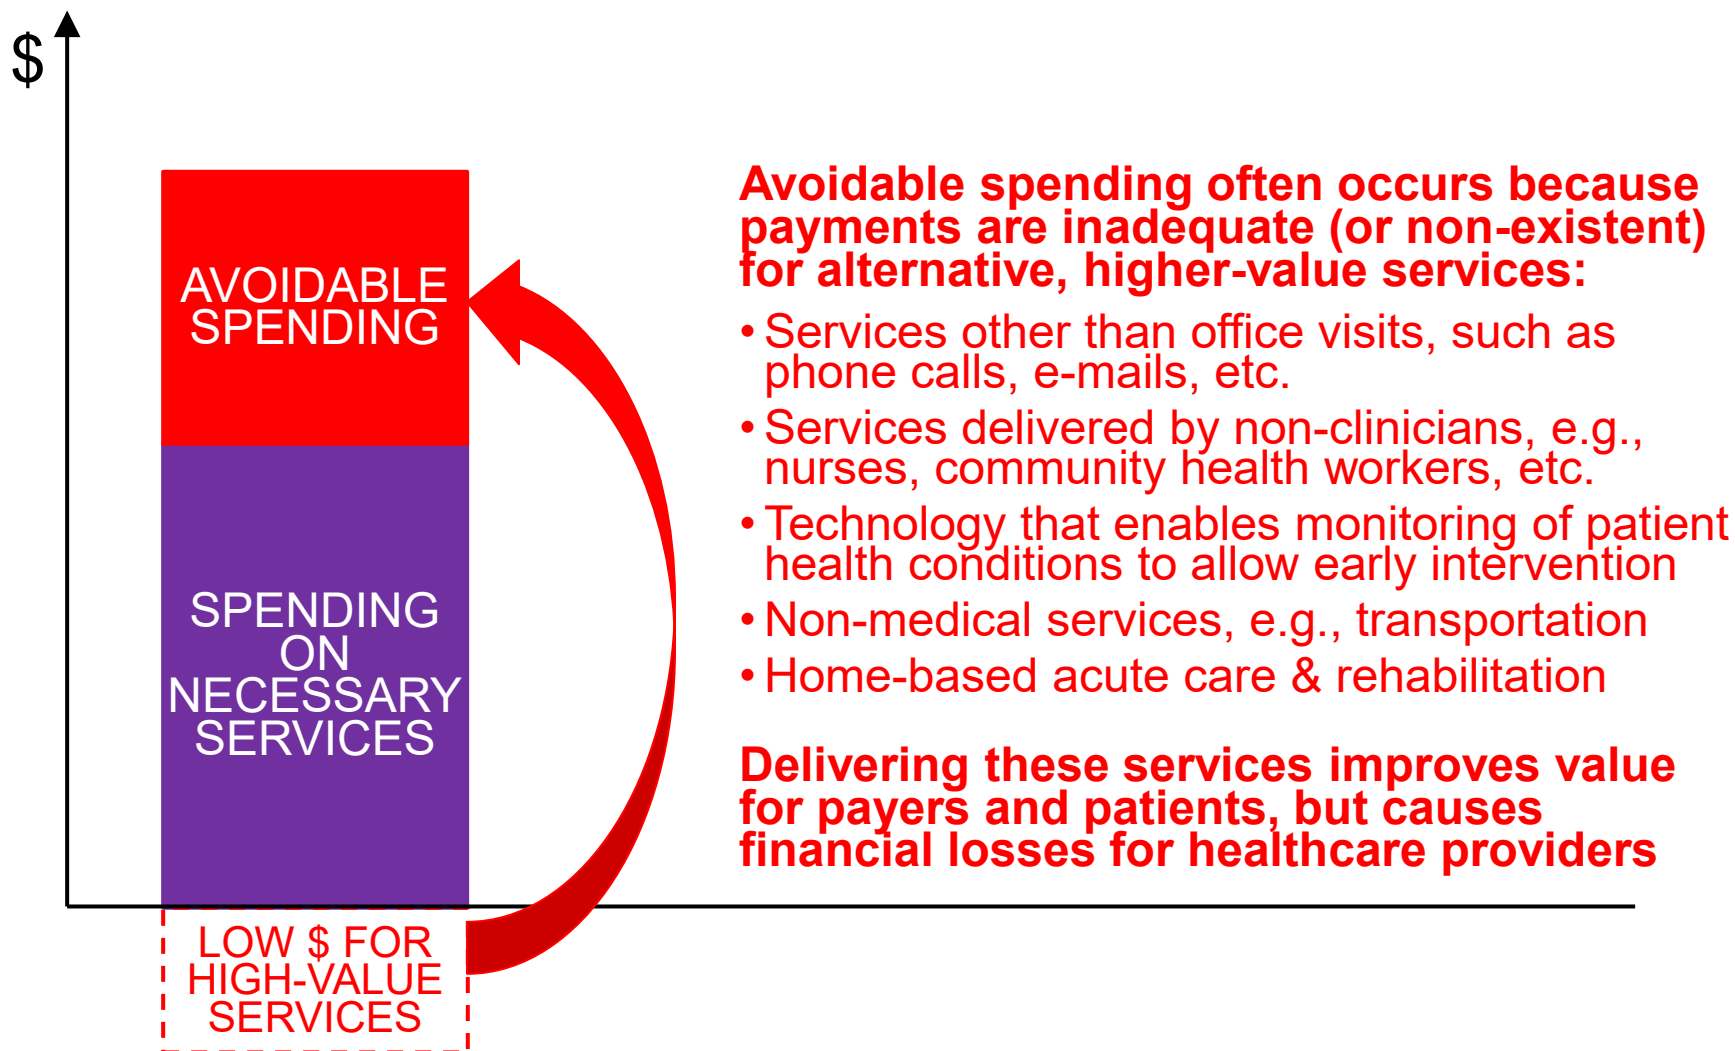 $
AVOIDABLE
SPENDING
SPENDING
ON
NECESSARY
SERVICES
LOW $ FOR
HIGH-VALUE
SERVICES
Avoidable spending often occurs because
payments are inadequate (or non-existent)
for alternative, higher-value services:
• Services other than office visits, such as
phone calls, e-mails, etc.
• Services delivered by non-clinicians, e.g.,
nurses, community health workers, etc.
• Technology that enables monitoring of patient
health conditions to allow early intervention
• Non-medical services, e.g., transportation
• Home-based acute care & rehabilitation
Delivering these services improves value
for payers and patients, but causes
financial losses for healthcare providers